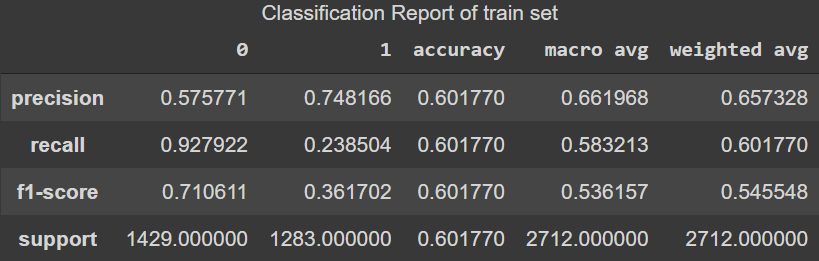 Classification Report of train set
0 1 accuracy macro avg weighted avg
precision 0.575771 0.748166 0.601770 0.661968 0.657328
recall 0.927922 0.238504 0.601770 0.583213 0.601770
f1-score 0.710611 0.361702 0.601770 0.536157 0.545548
support 1429.000000 1283.000000 0.601770 2712.000000 2712.000000